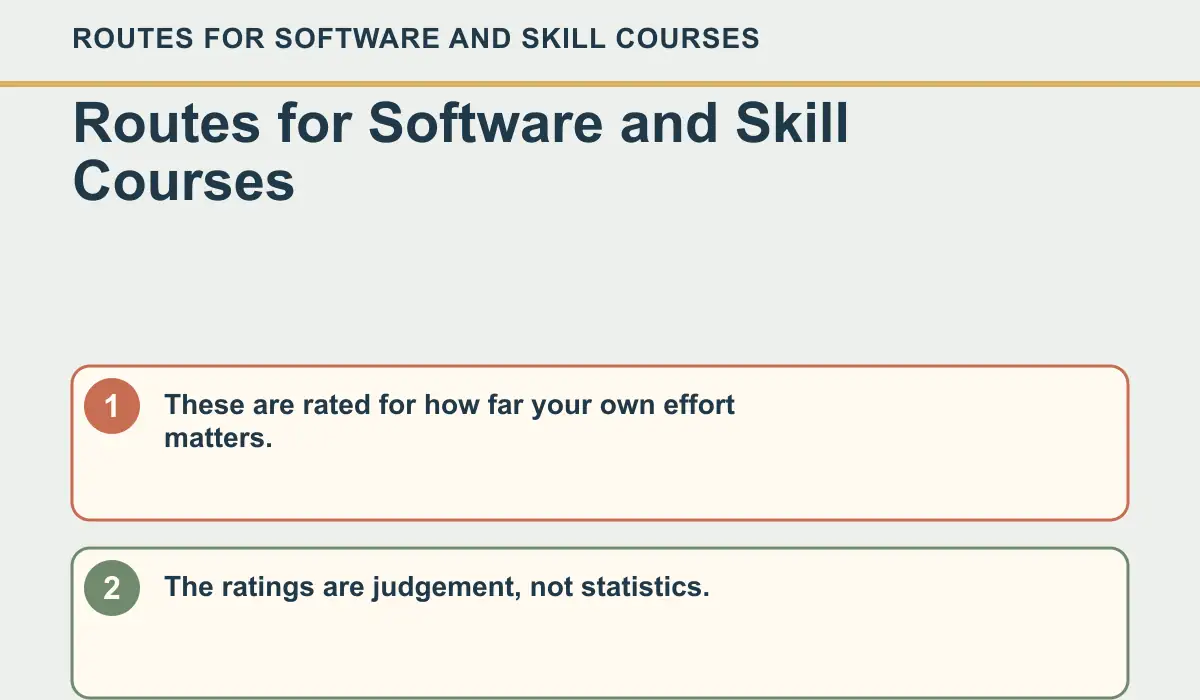 ROUTES FOR SOFTWARE AND SKILL COURSES
Routes for Software and Skill
Courses
1
These are rated for how far your own effort
matters.
2
The ratings are judgement, not statistics.